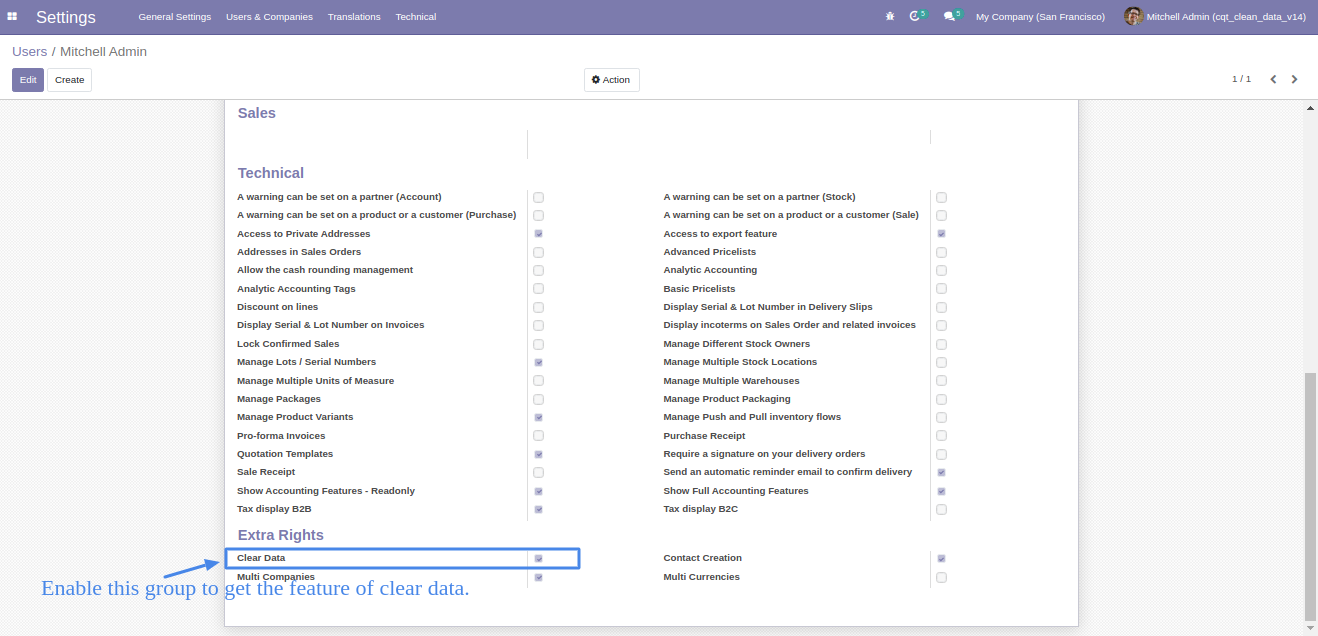 Settings General Settings Users & Companies Translations Technical 5 5 My Company (San Francisco) Mitchell Admin (cqt_clean_data_v14)
Users / Mitchell Admin
Edit Create Action 1 / 1
Sales
Technical
A warning can be set on a partner (Account) A warning can be set on a partner (Stock)
A warning can be set on a product or a customer (Purchase) A warning can be set on a product or a customer (Sale)
Access to Private Addresses Access to export feature
Addresses in Sales Orders Advanced Pricelists
Allow the cash rounding management Analytic Accounting
Analytic Accounting Tags Basic Pricelists
Discount on lines Display Serial & Lot Number in Delivery Slips
Display Serial & Lot Number on Invoices Display incoterms on Sales Order and related invoices
Lock Confirmed Sales Manage Different Stock Owners
Manage Lots / Serial Numbers Manage Multiple Stock Locations
Manage Multiple Units of Measure Manage Multiple Warehouses
Manage Packages Manage Product Packaging
Manage Product Variants Manage Push and Pull inventory flows
Pro-forma Invoices Purchase Receipt
Quotation Templates Require a signature on your delivery orders
Sale Receipt Send an automatic reminder email to confirm delivery
Show Accounting Features - Readonly Show Full Accounting Features
Tax display B2B Tax display B2C
Extra Rights
Clear Data Contact Creation
Multi Companies Multi Currencies
Enable this group to get the feature of clear data.